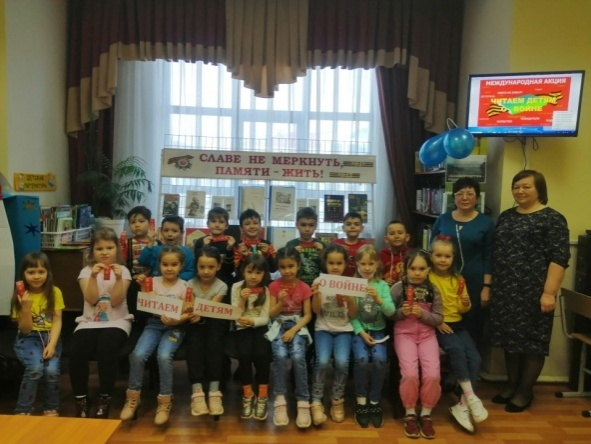 МЕЖДУНАРОДНАЯ АКЦИЯ
ЧИТАЕМ ДЕТЯМ
ВОЙНЕ
СЛАВЕ НЕ МЕРКНУТЬ,
ПАМЯТИ - ЖИТЬ!
ЧИТАЕМ
ДЕТЯМ
О ВОЙНЕ